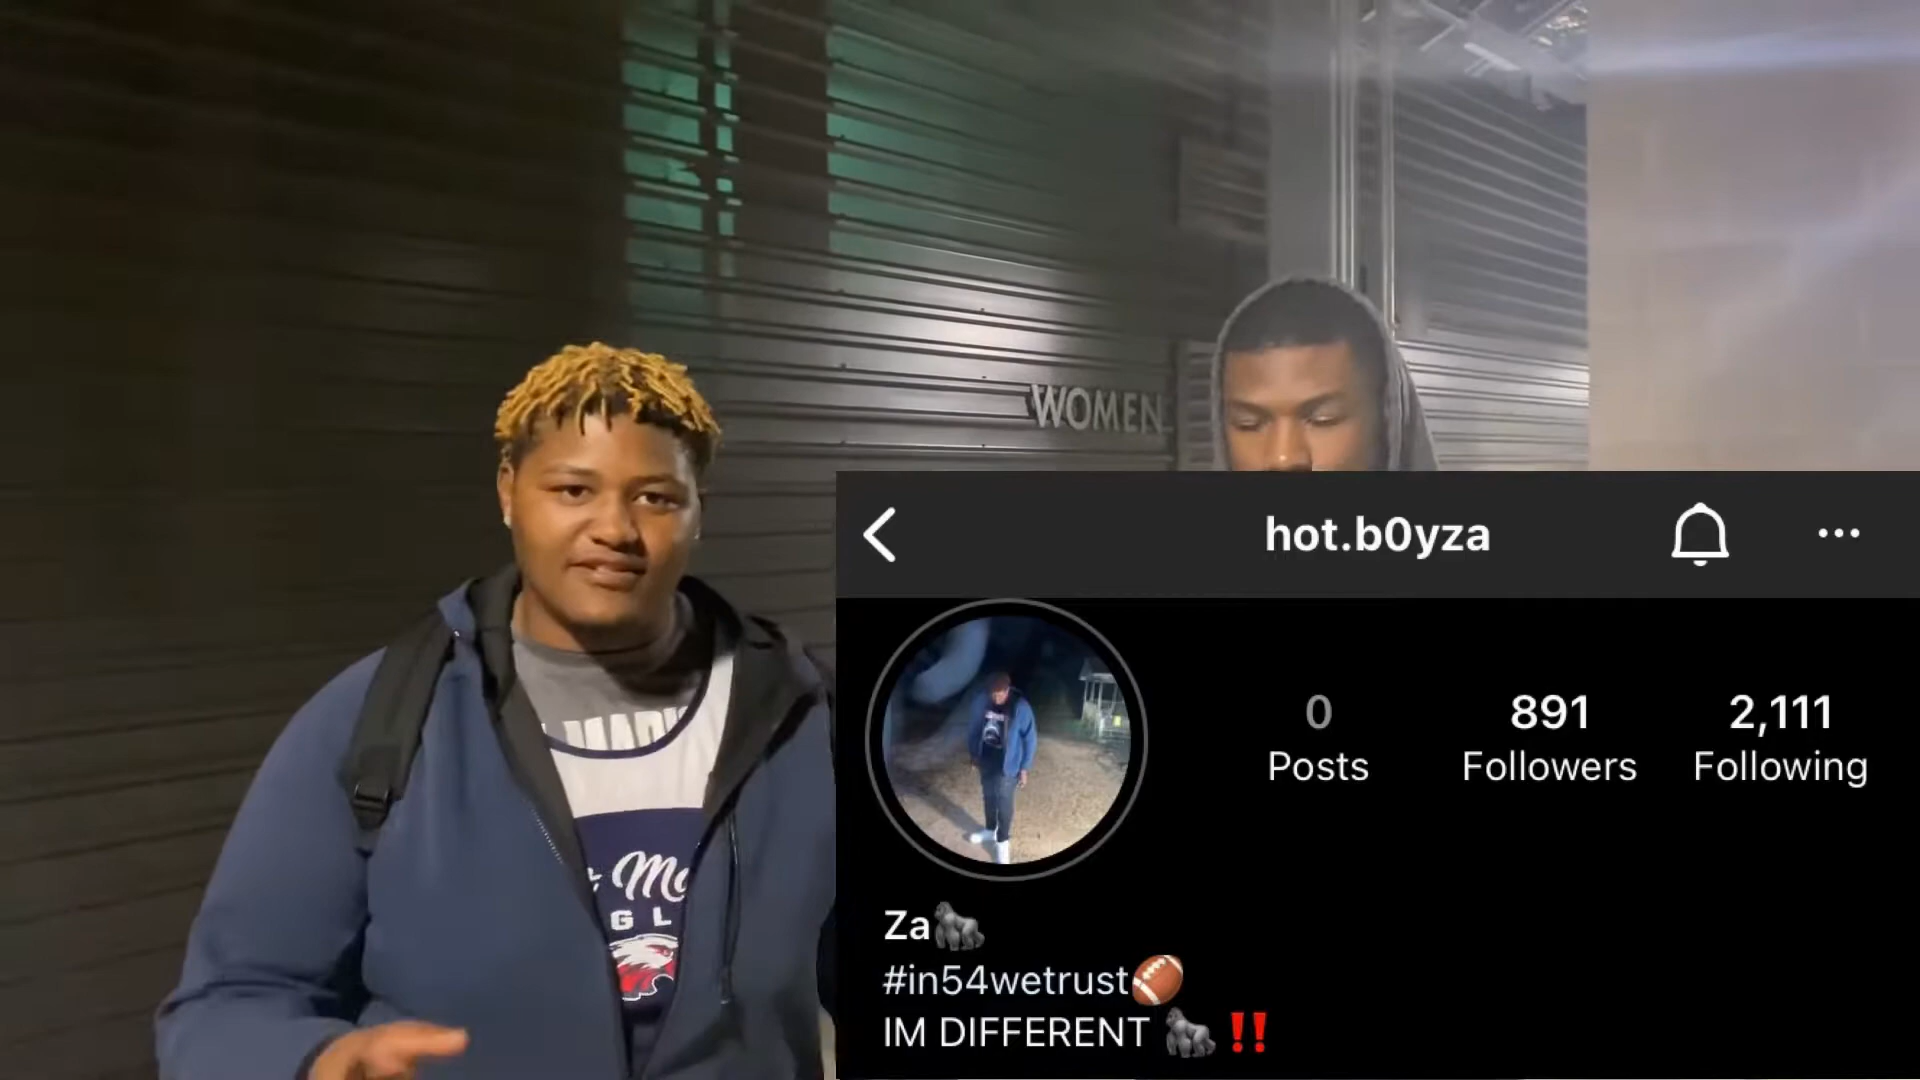 WOMEN
hot.b0yza
0 891 2,111
Posts Followers Following
Za🦍
#in54wetrust🏈
IM DIFFERENT 🦍‼️